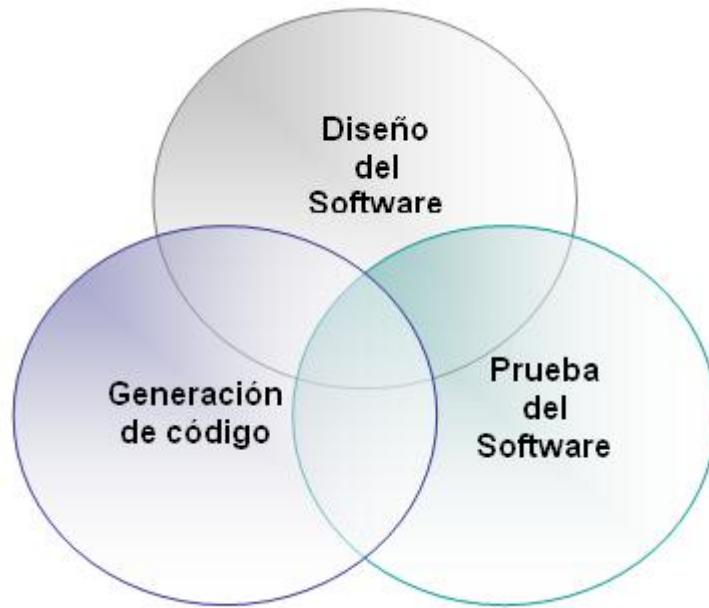 Diseño
del
Software
Generación
de código
Prueba
del
Software